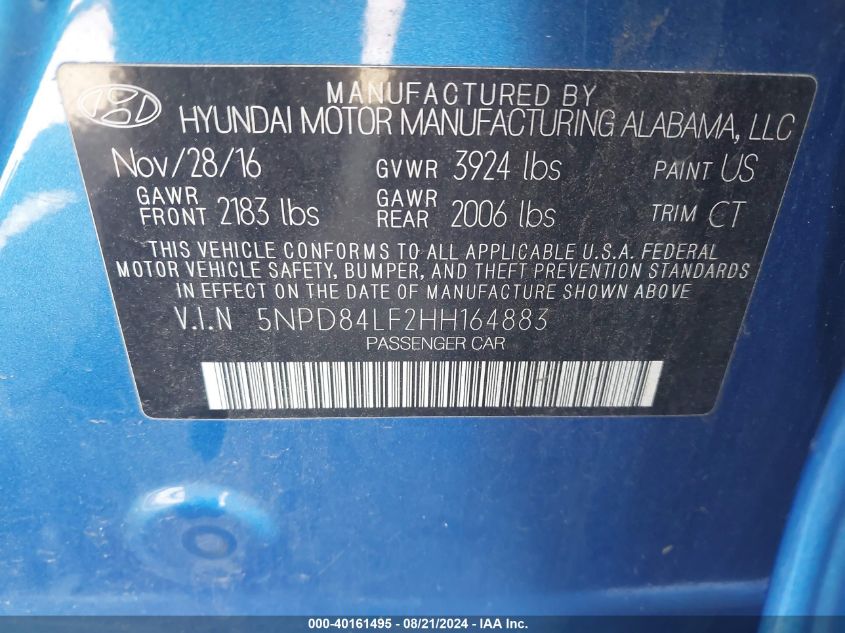 MANUFACTURED BY
HYUNDAI MOTOR MANUFACTURING ALABAMA, LLC
Nov/28/16 GVWR 3924 lbs PAINT US
GAWR FRONT 2183 lbs GAWR REAR 2006 lbs TRIM CT
THIS VEHICLE CONFORMS TO ALL APPLICABLE U.S.A. FEDERAL
MOTOR VEHICLE SAFETY, BUMPER, AND THEFT PREVENTION STANDARDS
IN EFFECT ON THE DATE OF MANUFACTURE SHOWN ABOVE
V.I.N 5NPD84LF2HH164883
PASSENGER CAR
000-40161495 - 08/21/2024 - IAA Inc.